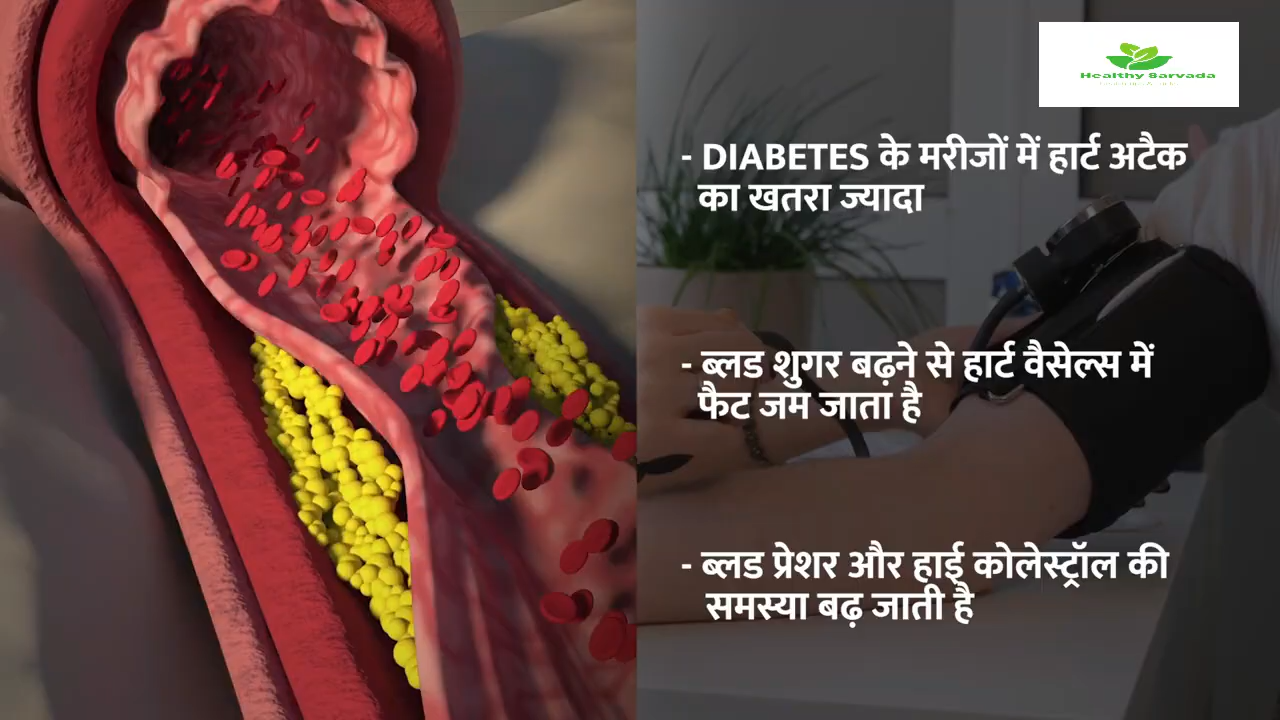 Healthy Sarvada
- DIABETES के मरीजों में हार्ट अटैक
का खतरा ज्यादा
- ब्लड शुगर बढ़ने से हार्ट वैसेल्स में
फैट जम जाता है
- ब्लड प्रेशर और हाई कोलेस्ट्रॉल की
समस्या बढ़ जाती है